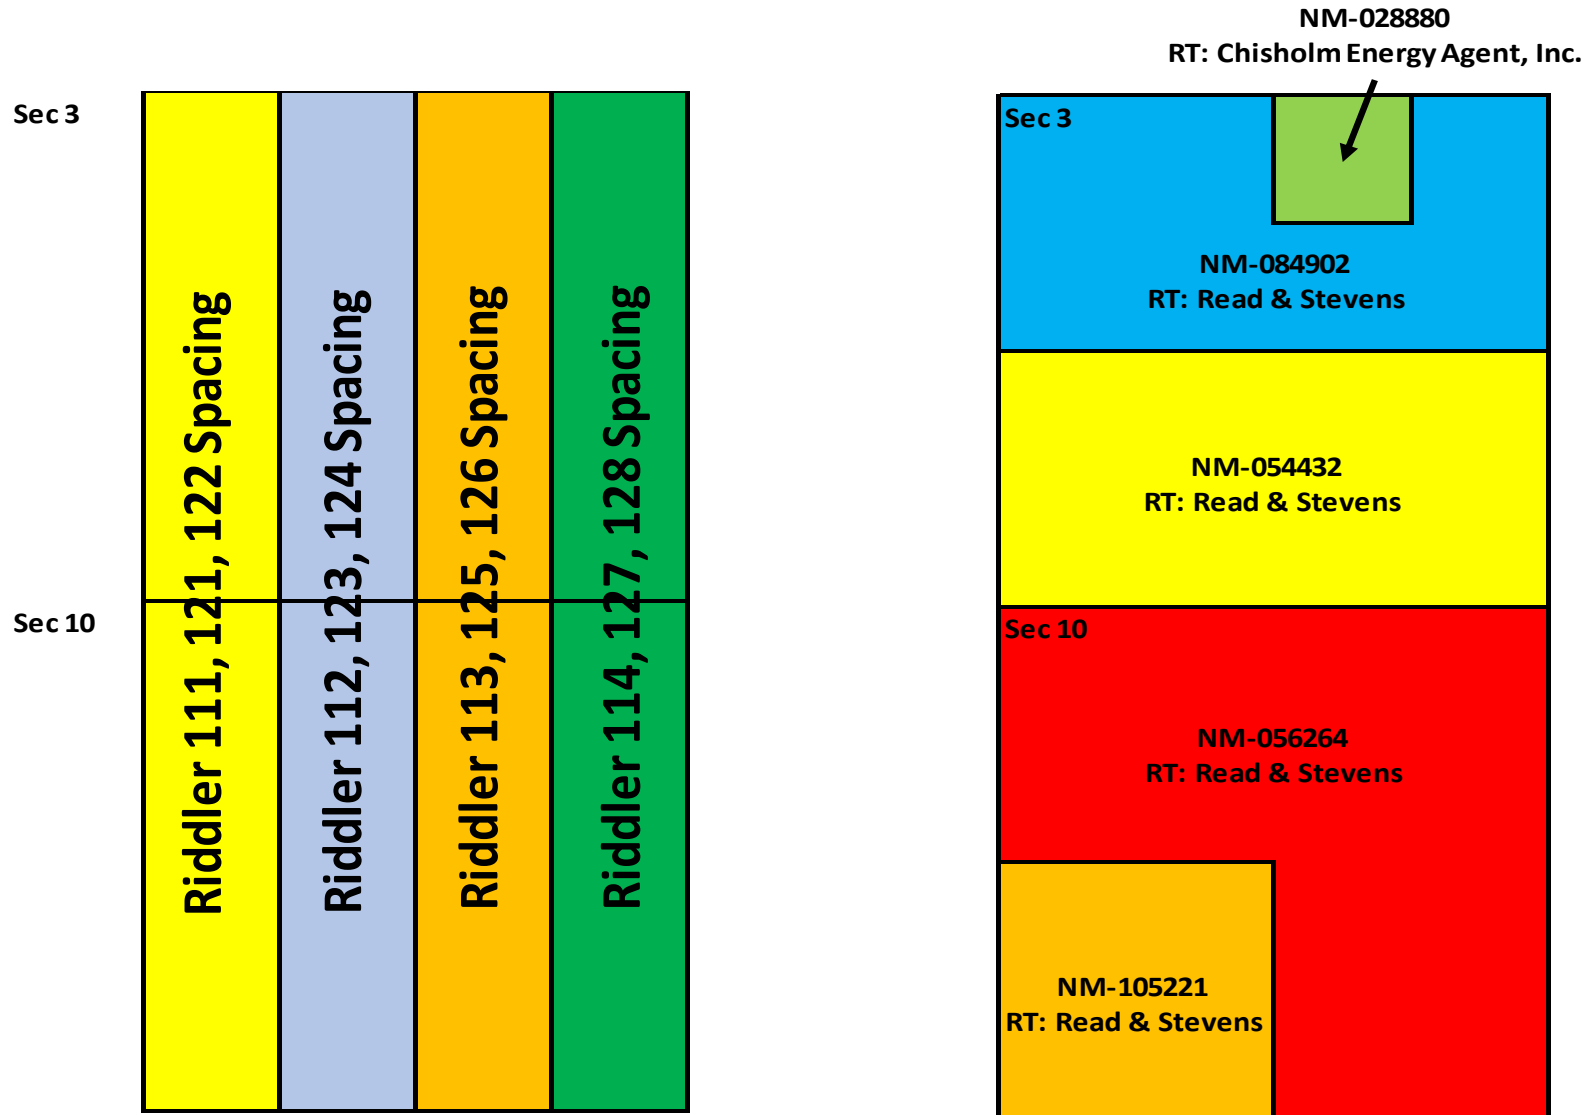 NM-028880
RT: Chisholm Energy Agent, Inc.
Sec 3
Sec 10
Riddler 111, 121, 122 Spacing
Riddler 112, 123, 124 Spacing
Riddler 113, 125, 126 Spacing
Riddler 114, 127, 128 Spacing
Sec 3
NM-084902
RT: Read & Stevens
NM-054432
RT: Read & Stevens
Sec 10
NM-056264
RT: Read & Stevens
NM-105221
RT: Read & Stevens